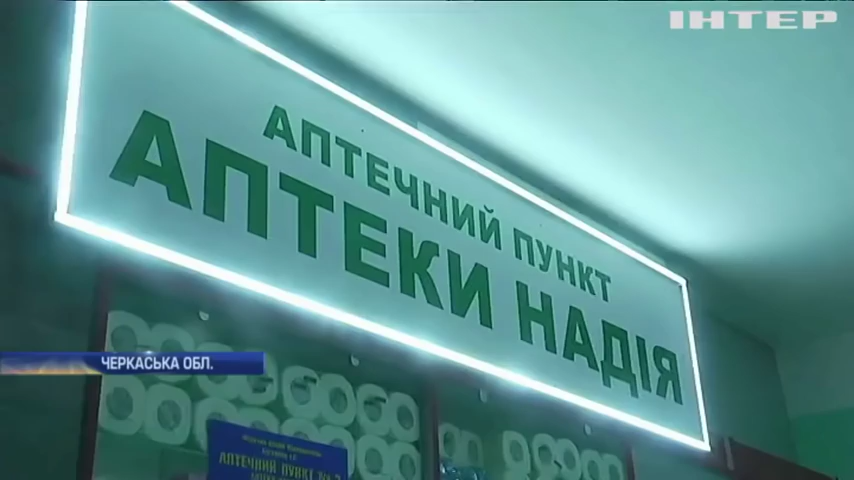 ІНТЕР
АПТЕЧНИЙ ПУНКТ
АПТЕКИ НАДІЯ
ЧЕРКАСЬКА ОБЛ.
АПТЕЧНИЙ ПУНКТ